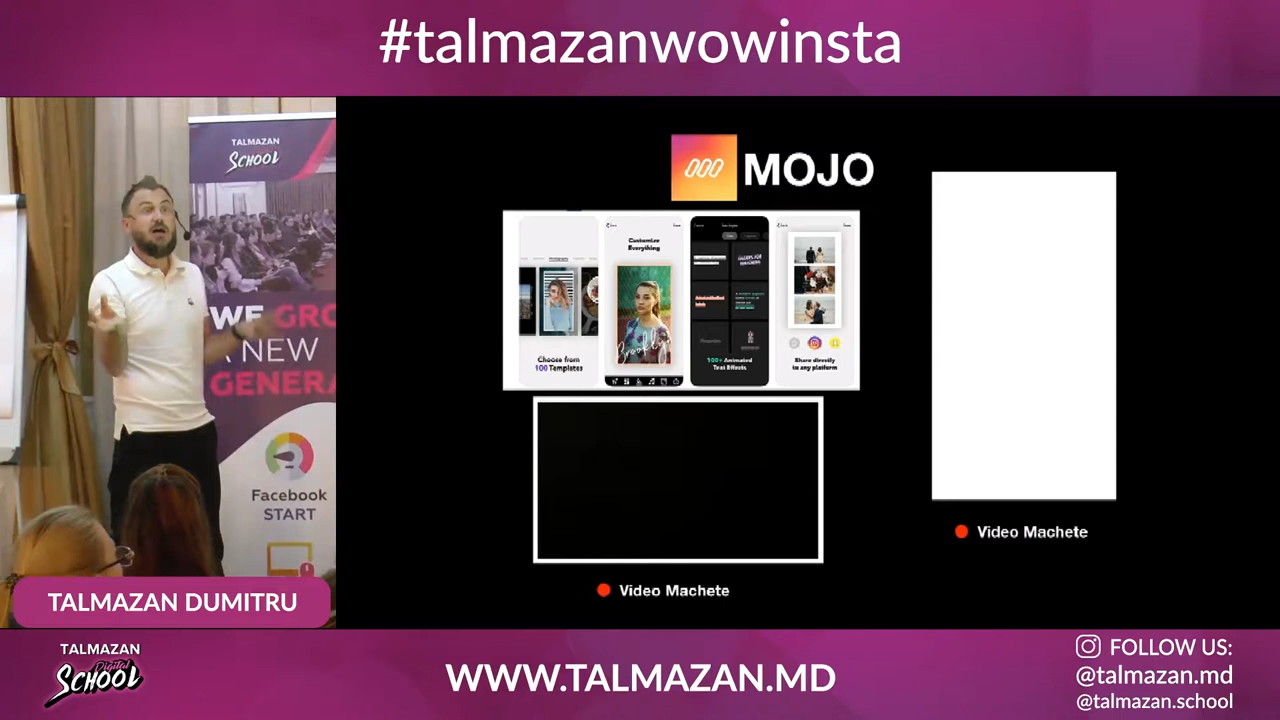 #talmazanwowinsta
TALMAZAN
SCHOOL
WE GRO
A NEW
GENERA
Facebook
START
TALMAZAN DUMITRU
MOJO
Customize
Everything
Brooklyn
Choose from
100 Templates
100+ Animated
Text Effects
Share directly
to any platform
Video Machete
Video Machete
TALMAZAN
Digital
SCHOOL
WWW.TALMAZAN.MD
FOLLOW US:
@talmazan.md
@talmazan.school